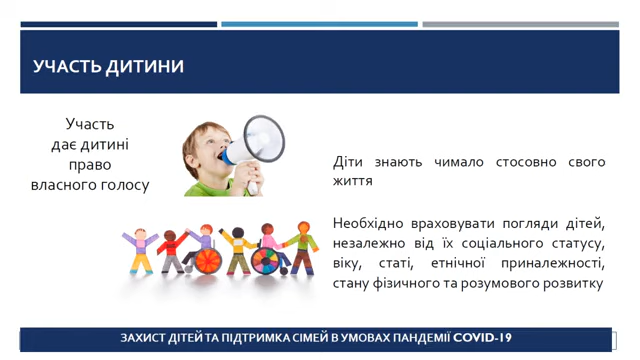 УЧАСТЬ ДИТИНИ
Участь
дає дитині
право
власного голосу
Діти знають чимало стосовно свого
життя
Необхідно враховувати погляди дітей,
незалежно від їх соціального статусу,
віку, статі, етнічної приналежності,
стану фізичного та розумового розвитку
ЗАХИСТ ДІТЕЙ ТА ПІДТРИМКА СІМЕЙ В УМОВАХ ПАНДЕМІЇ COVID-19